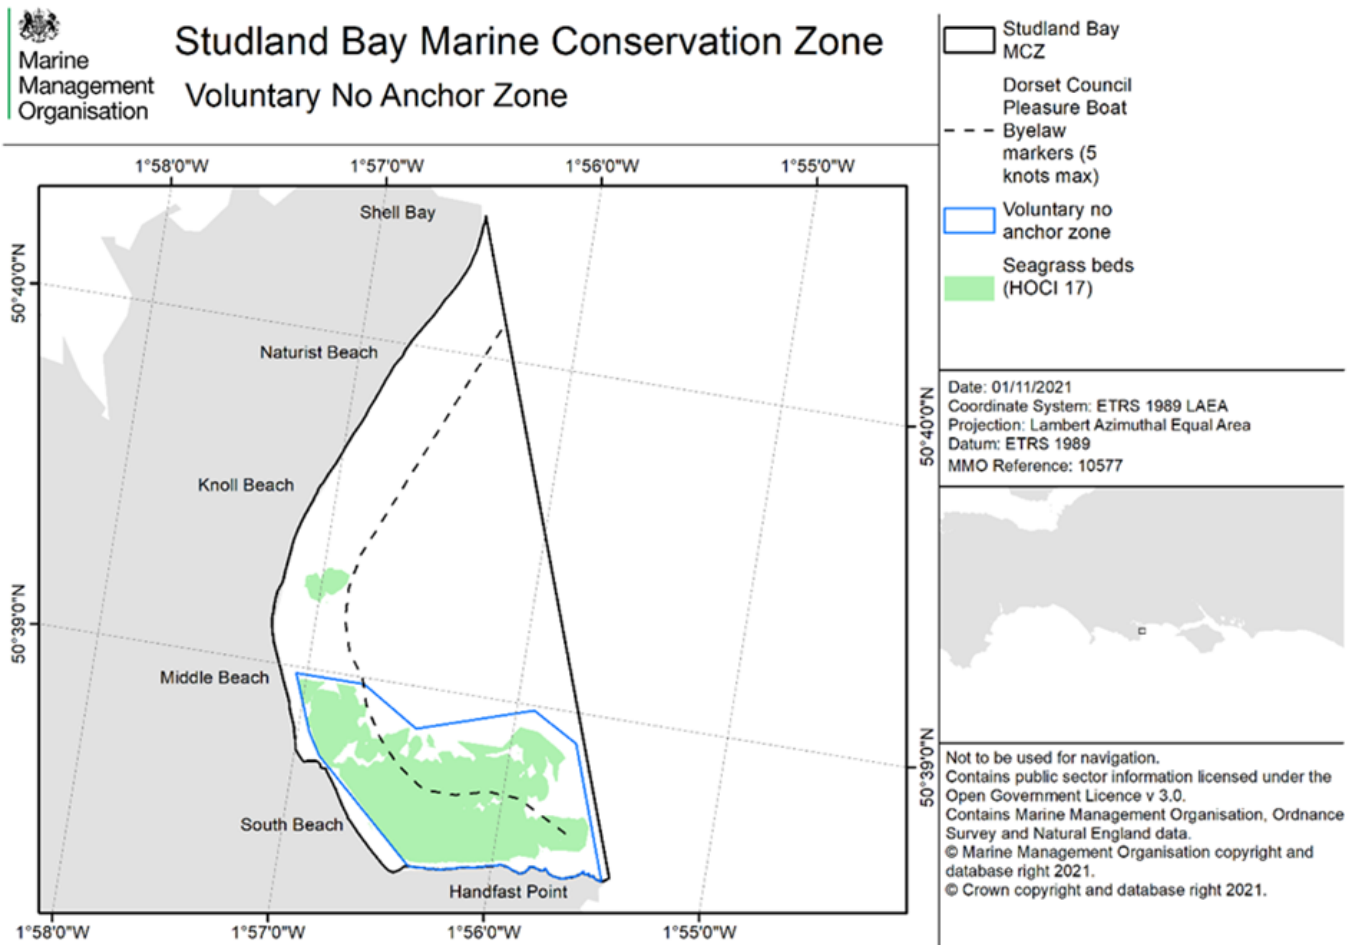 Marine
Management
Organisation
Studland Bay Marine Conservation Zone
Voluntary No Anchor Zone
1°58'0"W
1°57'0"W
1°56'0"W
1°55'0"W
50°40'0"N
50°39'0"N
Shell Bay
Naturist Beach
Knoll Beach
Middle Beach
South Beach
Handfast Point
50°40'0"N
50°39'0"N
1°58'0"W
1°57'0"W
1°56'0"W
1°55'0"W
Studland Bay
MCZ
Dorset Council
Pleasure Boat
Byelaw
markers (5
knots max)
Voluntary no
anchor zone
Seagrass beds
(HOCI 17)
Date: 01/11/2021
Coordinate System: ETRS 1989 LAEA
Projection: Lambert Azimuthal Equal Area
Datum: ETRS 1989
MMO Reference: 10577
Not to be used for navigation.
Contains public sector information licensed under the
Open Government Licence v 3.0.
Contains Marine Management Organisation, Ordnance
Survey and Natural England data.
© Marine Management Organisation copyright and
database right 2021.
© Crown copyright and database right 2021.